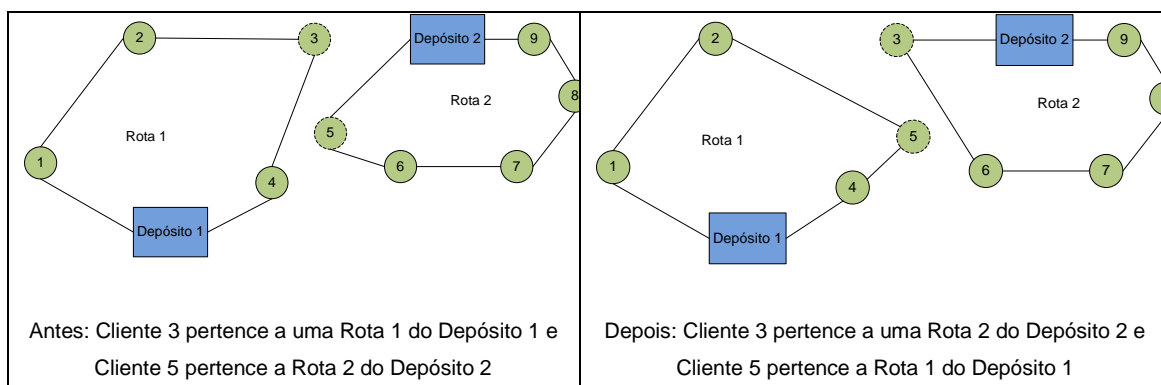 2
3
Depósito 2
9
8
Rota 2
5
Rota 1
1
6
7
4
Depósito 1
Antes: Cliente 3 pertence a uma Rota 1 do Depósito 1 e
Cliente 5 pertence a Rota 2 do Depósito 2
2
3
Depósito 2
9
Rota 2
5
Rota 1
1
6
7
4
Depósito 1
Depois: Cliente 3 pertence a uma Rota 2 do Depósito 2 e
Cliente 5 pertence a Rota 1 do Depósito 1